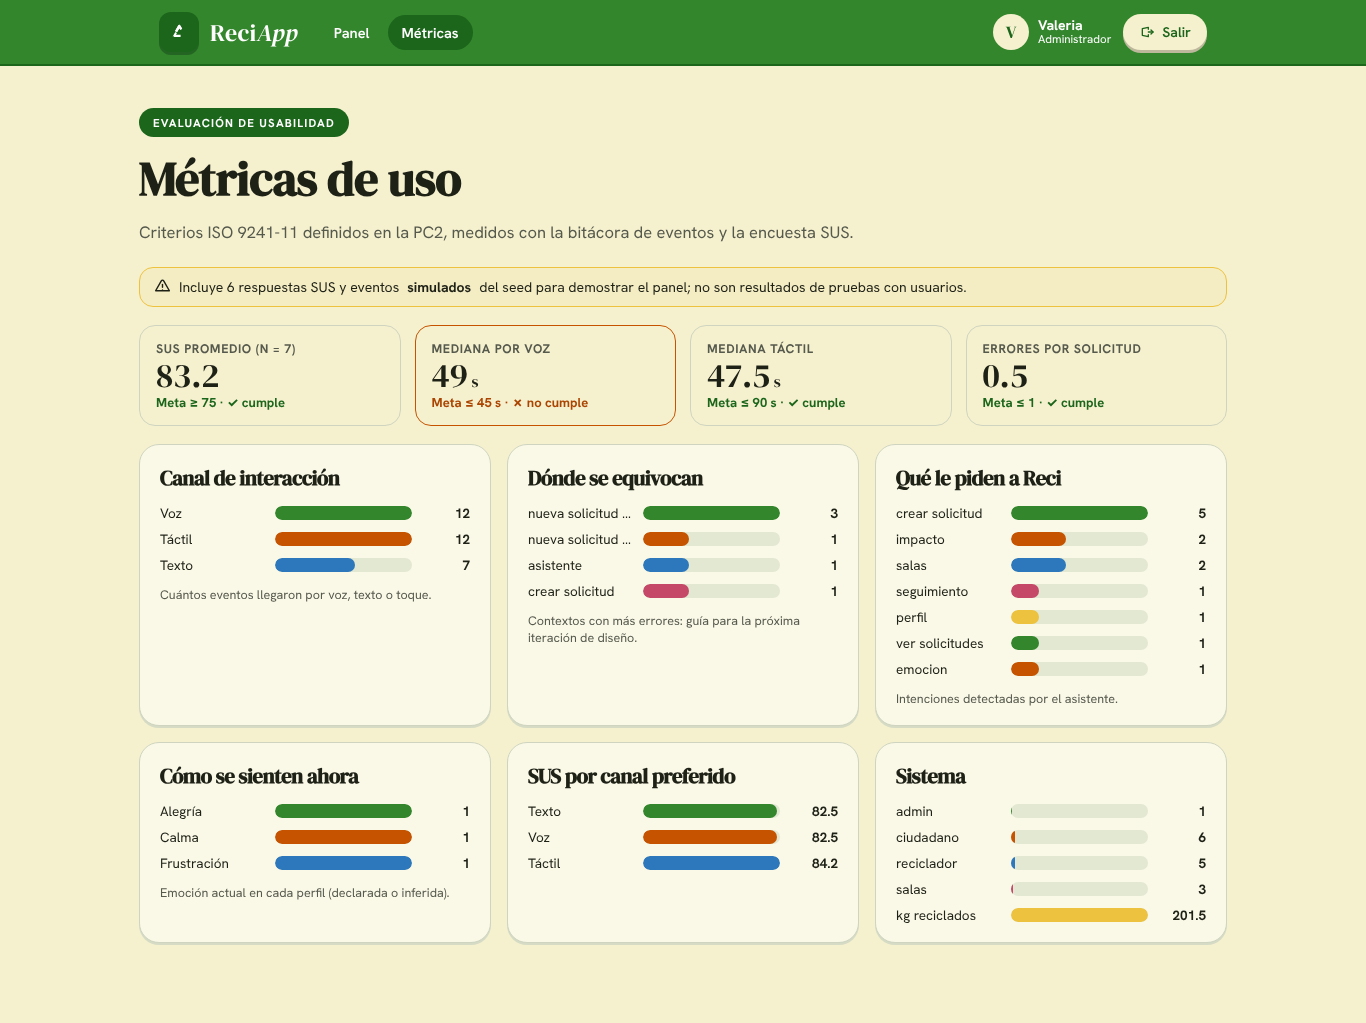 ReciApp
Panel
Métricas
V
Valeria
Administrador
Salir
EVALUACIÓN DE USABILIDAD
Métricas de uso
Criterios ISO 9241-11 definidos en la PC2, medidos con la bitácora de eventos y la encuesta SUS.
Incluye 6 respuestas SUS y eventos simulados del seed para demostrar el panel; no son resultados de pruebas con usuarios.
SUS PROMEDIO (N = 7)
83.2
Meta ≥ 75 · ✓ cumple
MEDIANA POR VOZ
49 s
Meta ≤ 45 s · ✗ no cumple
MEDIANA TÁCTIL
47.5 s
Meta ≤ 90 s · ✓ cumple
ERRORES POR SOLICITUD
0.5
Meta ≤ 1 · ✓ cumple
Canal de interacción
Voz 12
Táctil 12
Texto 7
Cuántos eventos llegaron por voz, texto o toque.
Dónde se equivocan
nueva solicitud ... 3
nueva solicitud ... 1
asistente 1
crear solicitud 1
Contextos con más errores: guía para la próxima
iteración de diseño.
Qué le piden a Reci
crear solicitud 5
impacto 2
salas 2
seguimiento 1
perfil 1
ver solicitudes 1
emocion 1
Intenciones detectadas por el asistente.
Cómo se sienten ahora
Alegría 1
Calma 1
Frustración 1
Emoción actual en cada perfil (declarada o inferida).
SUS por canal preferido
Texto 82.5
Voz 82.5
Táctil 84.2
Sistema
admin 1
ciudadano 6
reciclador 5
salas 3
kg reciclados 201.5